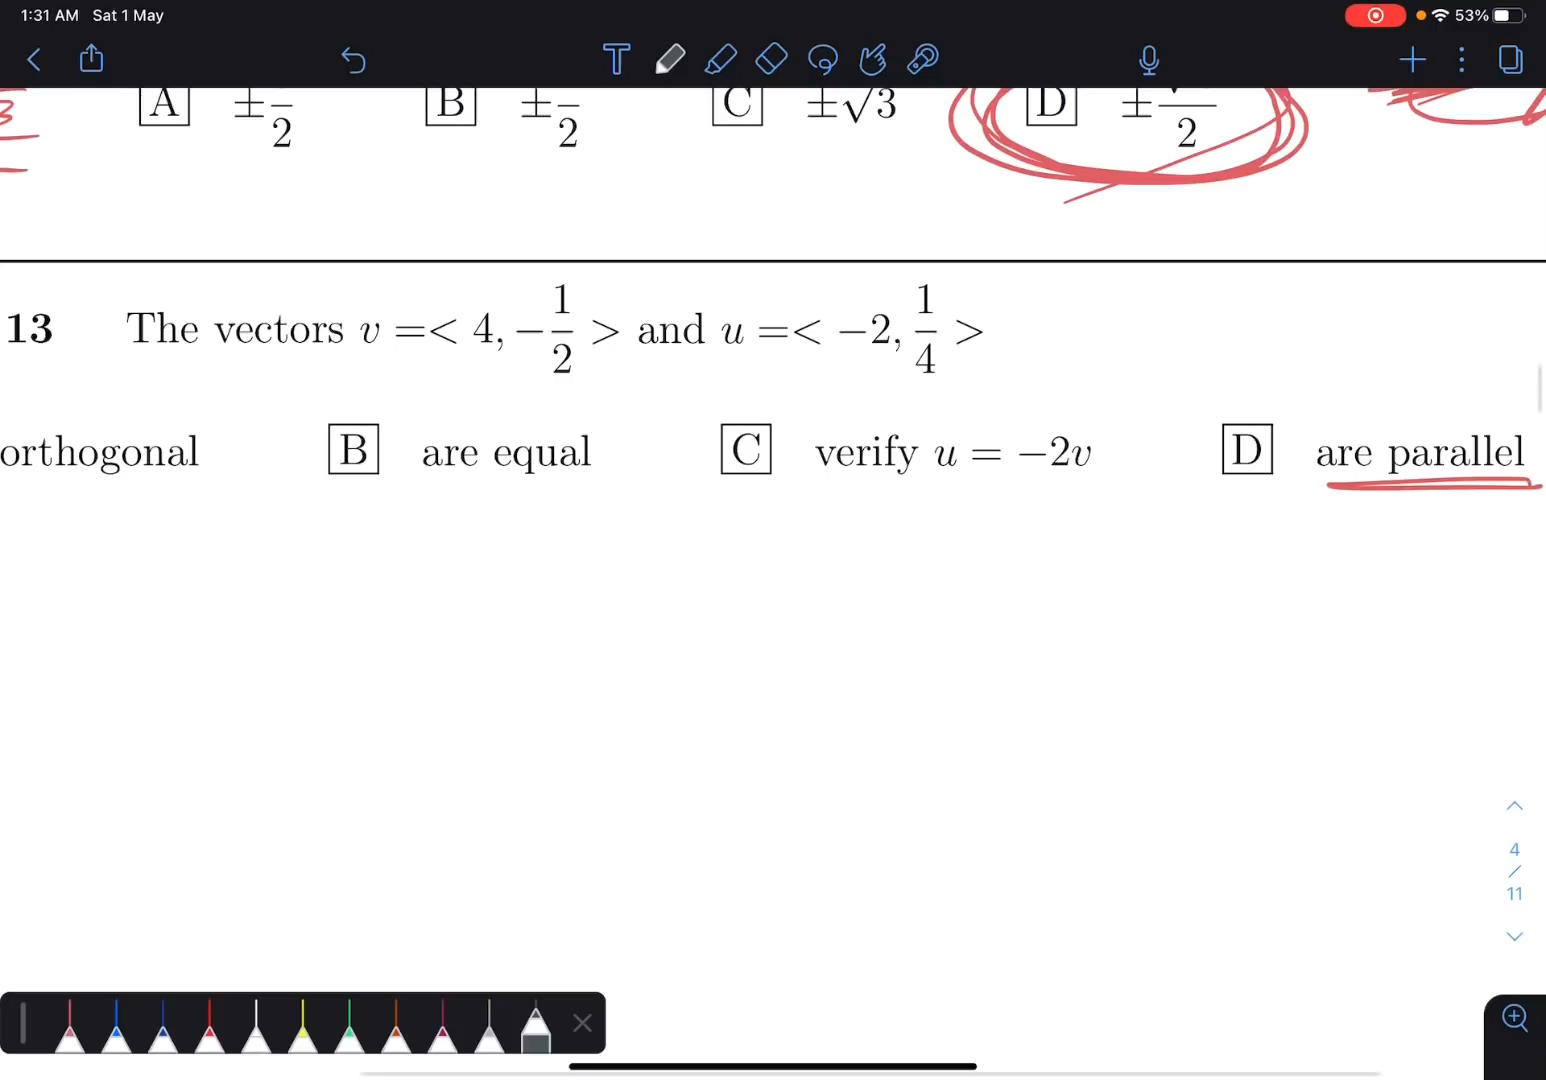 1:31 AM Sat 1 May 53%
T
A ± 2 B ± 2 C ±√3 D ± 2
3
13 The vectors v =< 4, −1/2 > and u =< −2, 1/4 >
orthogonal B are equal C verify u = −2v D are parallel
4
/
11